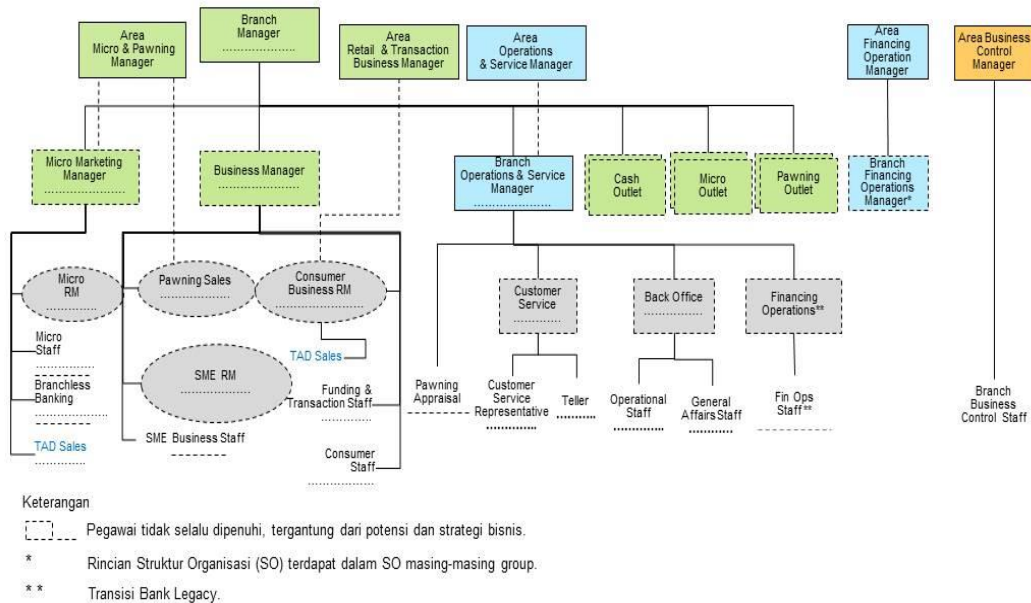 Area
Micro & Pawning
Manager
Branch
Manager
Area
Retail & Transaction
Business Manager
Area
Operations
& Service Manager
Area
Financing
Operation
Manager
Area Business
Control
Manager
Micro Marketing
Manager
Business Manager
Branch
Operations & Service
Manager
Cash
Outlet
Micro
Outlet
Pawning
Outlet
Branch
Financing
Operations
Manager*
Micro
RM
Pawning Sales
Consumer
Business RM
Customer
Service
Back Office
Financing
Operations**
Micro
Staff
Branchless
Banking
TAD Sales
SME RM
SME Business Staff
TAD Sales
Funding &
Transaction Staff
Consumer
Staff
Pawning
Appraisal
Customer
Service
Representative
Teller
Operational
Staff
General
Affairs Staff
Fin Ops
Staff**
Branch
Business
Control Staff
Keterangan
Pegawai tidak selalu dipenuhi, tergantung dari potensi dan strategi bisnis.
* Rincian Struktur Organisasi (SO) terdapat dalam SO masing-masing group.
* * Transisi Bank Legacy.